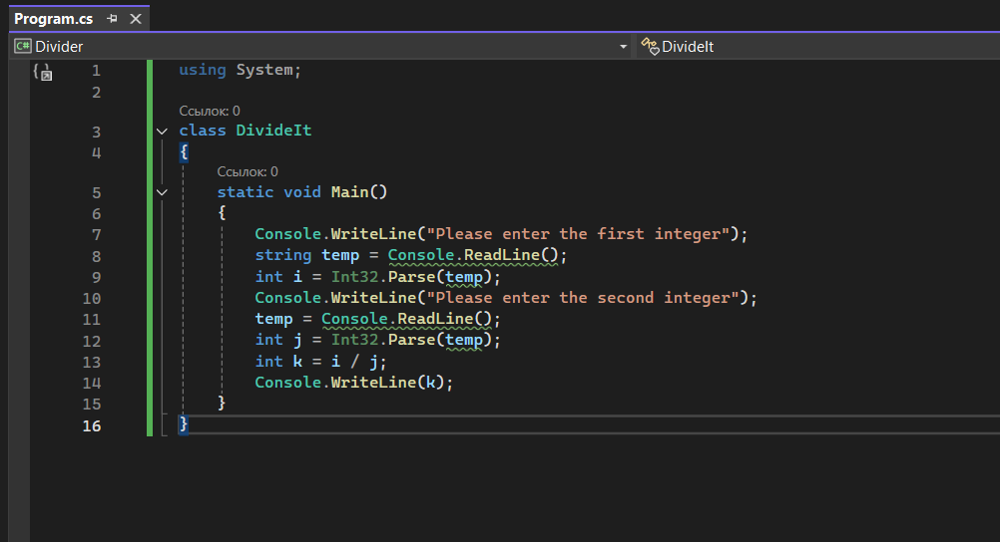 Program.cs
C# Divider DivideIt
1 using System;
2
Ссылок: 0
3 class DivideIt
4 {
Ссылок: 0
5 static void Main()
6 {
7 Console.WriteLine("Please enter the first integer");
8 string temp = Console.ReadLine();
9 int i = Int32.Parse(temp);
10 Console.WriteLine("Please enter the second integer");
11 temp = Console.ReadLine();
12 int j = Int32.Parse(temp);
13 int k = i / j;
14 Console.WriteLine(k);
15 }
16 }